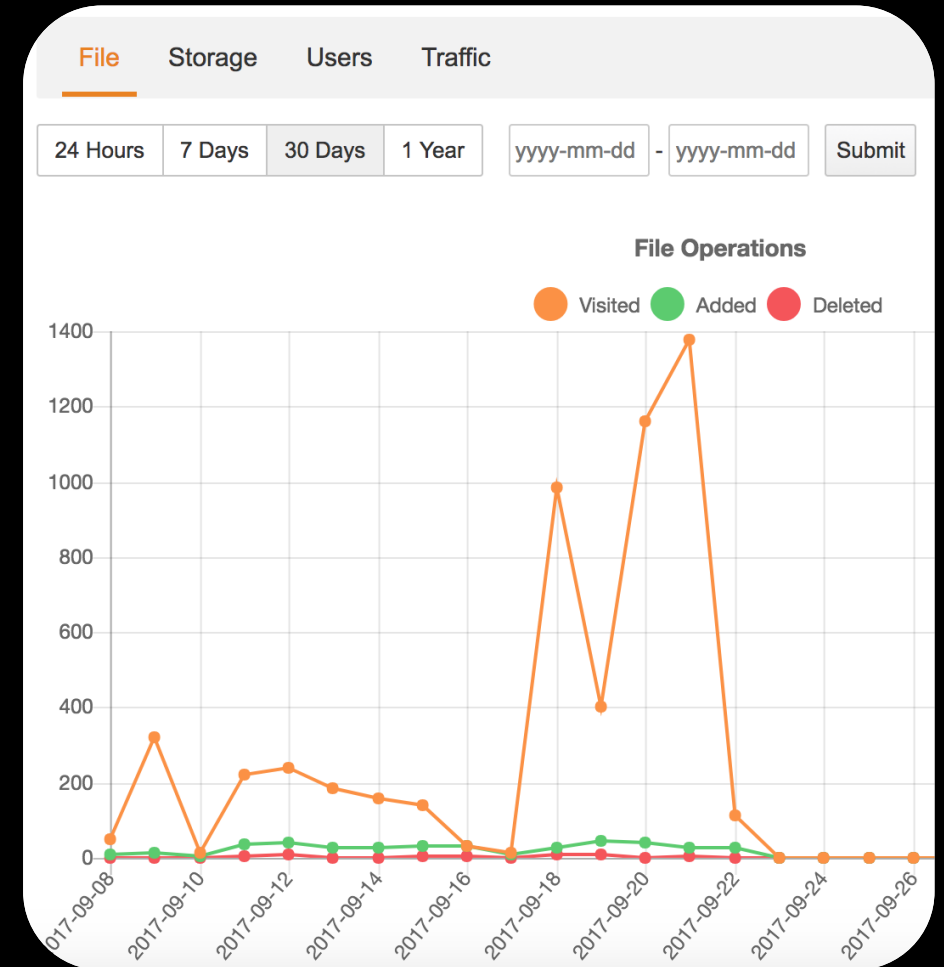 File Storage Users Traffic
24 Hours 7 Days 30 Days 1 Year yyyy-mm-dd - yyyy-mm-dd Submit
File Operations
Visited Added Deleted
1400
1200
1000
800
600
400
200
0
017-09-08 2017-09-10 2017-09-12 2017-09-14 2017-09-16 2017-09-18 2017-09-20 2017-09-22 2017-09-24 2017-09-26